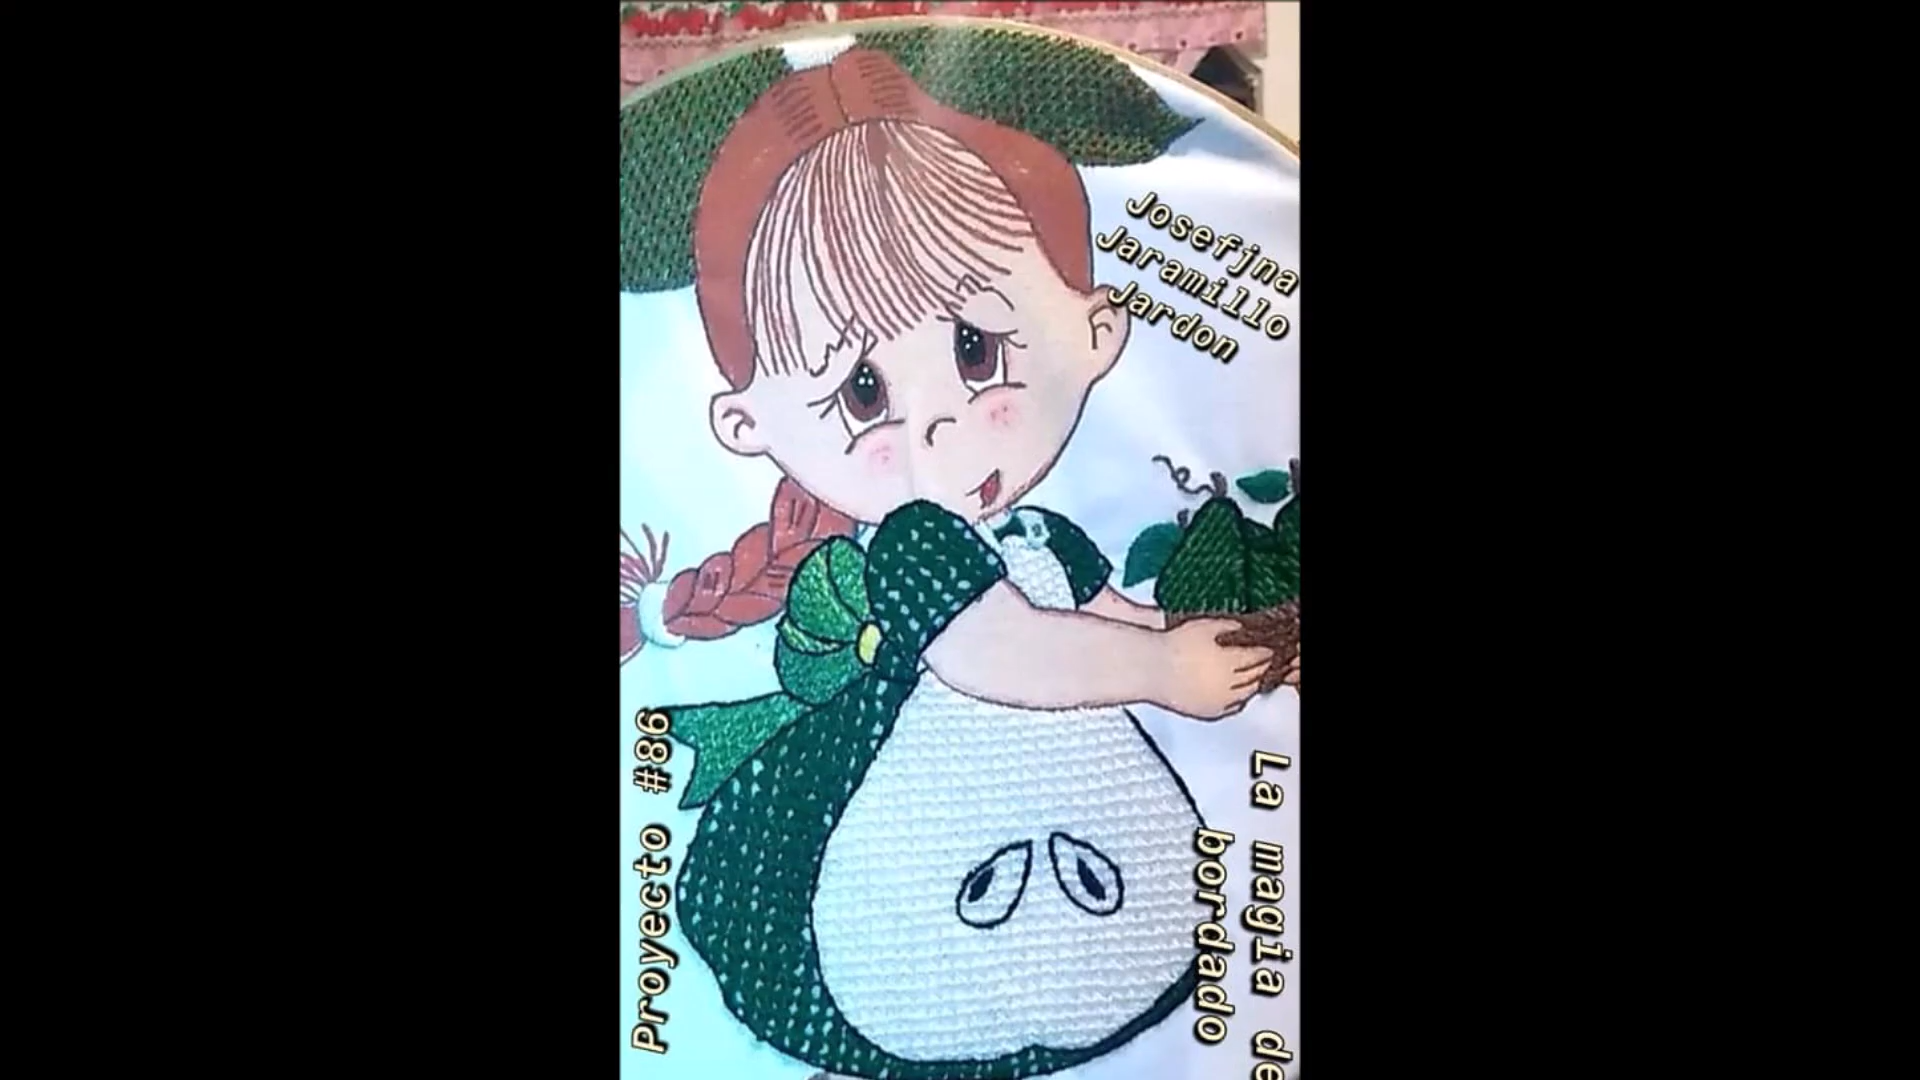 Josefjna
Jaramillo
Jardon
Proyecto #86
La magia de
bordado